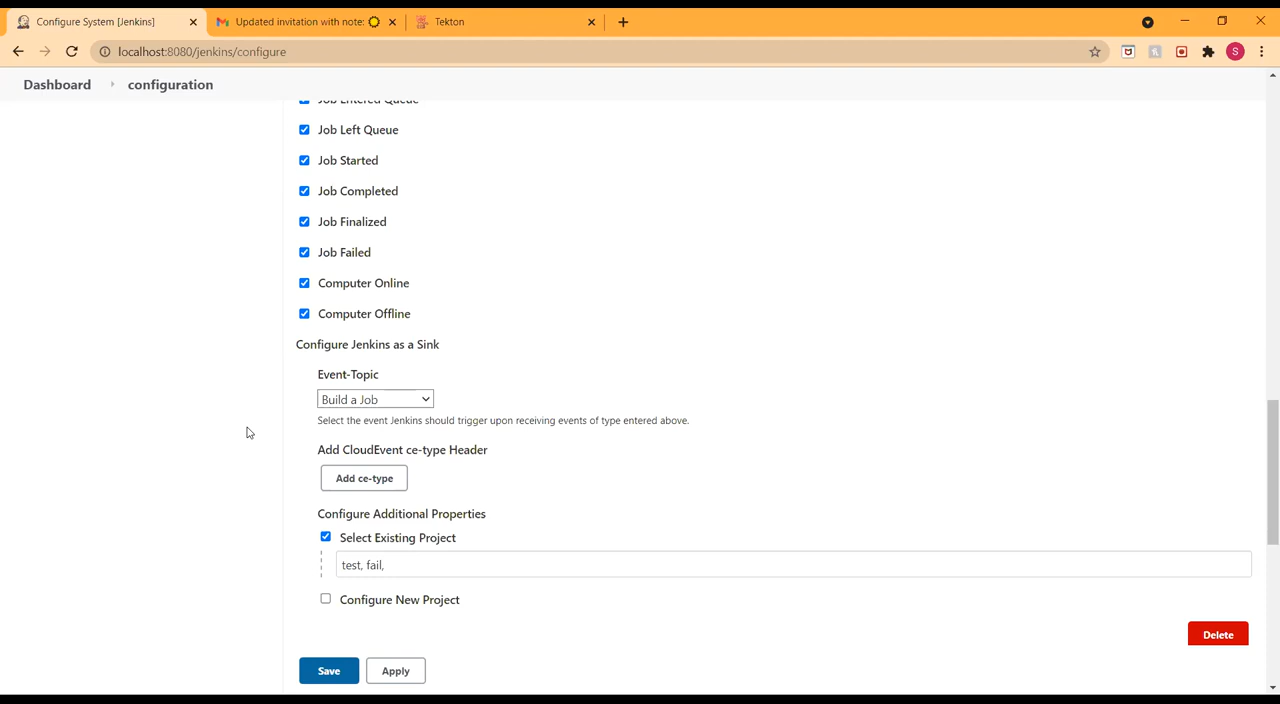 Configure System [Jenkins]
Updated invitation with note:
Tekton
localhost:8080/jenkins/configure
S
Dashboard
configuration
Job Entered Queue
Job Left Queue
Job Started
Job Completed
Job Finalized
Job Failed
Computer Online
Computer Offline
Configure Jenkins as a Sink
Event-Topic
Build a Job
Select the event Jenkins should trigger upon receiving events of type entered above.
Add CloudEvent ce-type Header
Add ce-type
Configure Additional Properties
Select Existing Project
test, fail,
Configure New Project
Delete
Save
Apply